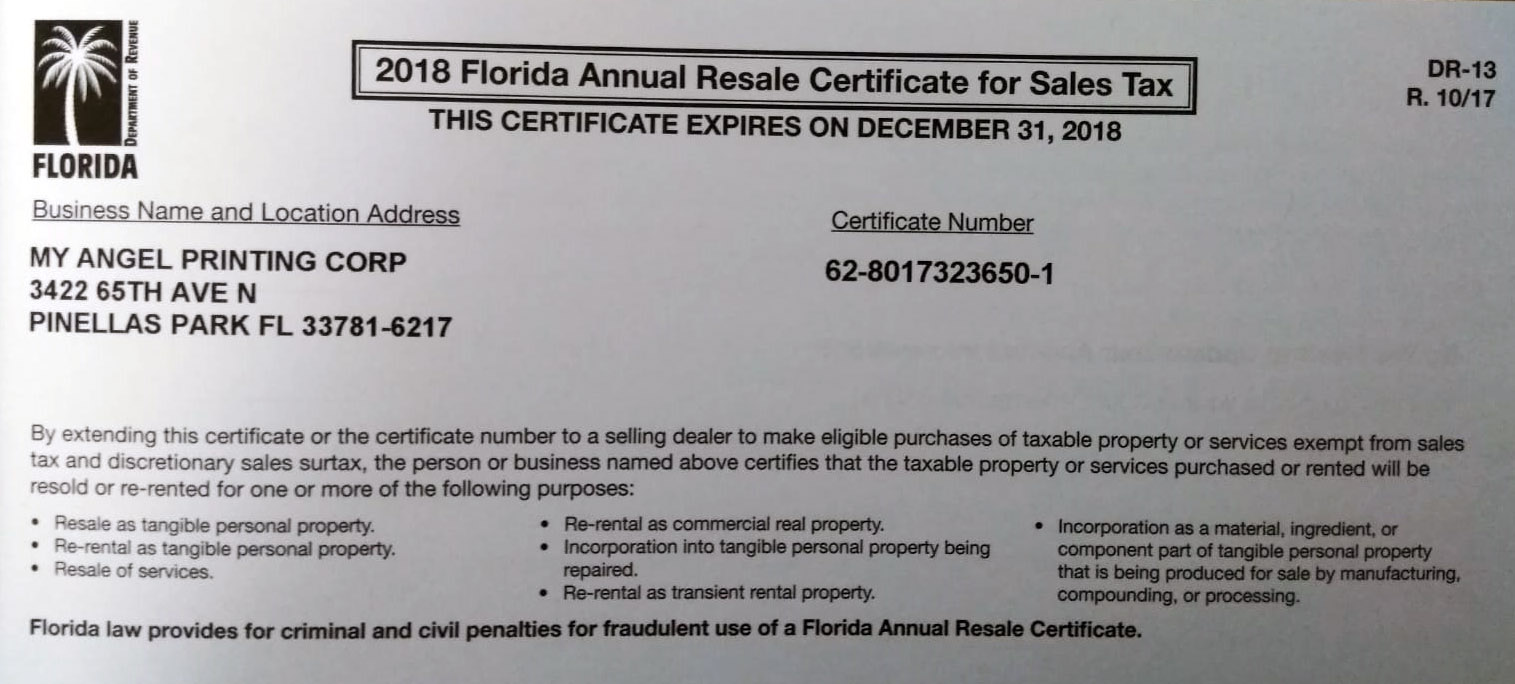 DEPARTMENT OF REVENUE
FLORIDA
2018 Florida Annual Resale Certificate for Sales Tax
THIS CERTIFICATE EXPIRES ON DECEMBER 31, 2018
DR-13
R. 10/17
Business Name and Location Address
MY ANGEL PRINTING CORP
3422 65TH AVE N
PINELLAS PARK FL 33781-6217
Certificate Number
62-8017323650-1
By extending this certificate or the certificate number to a selling dealer to make eligible purchases of taxable property or services exempt from sales
tax and discretionary sales surtax, the person or business named above certifies that the taxable property or services purchased or rented will be
resold or re-rented for one or more of the following purposes:
• Resale as tangible personal property.
• Re-rental as tangible personal property.
• Resale of services.
• Re-rental as commercial real property.
• Incorporation into tangible personal property being
repaired.
• Re-rental as transient rental property.
• Incorporation as a material, ingredient, or
component part of tangible personal property
that is being produced for sale by manufacturing,
compounding, or processing.
Florida law provides for criminal and civil penalties for fraudulent use of a Florida Annual Resale Certificate.